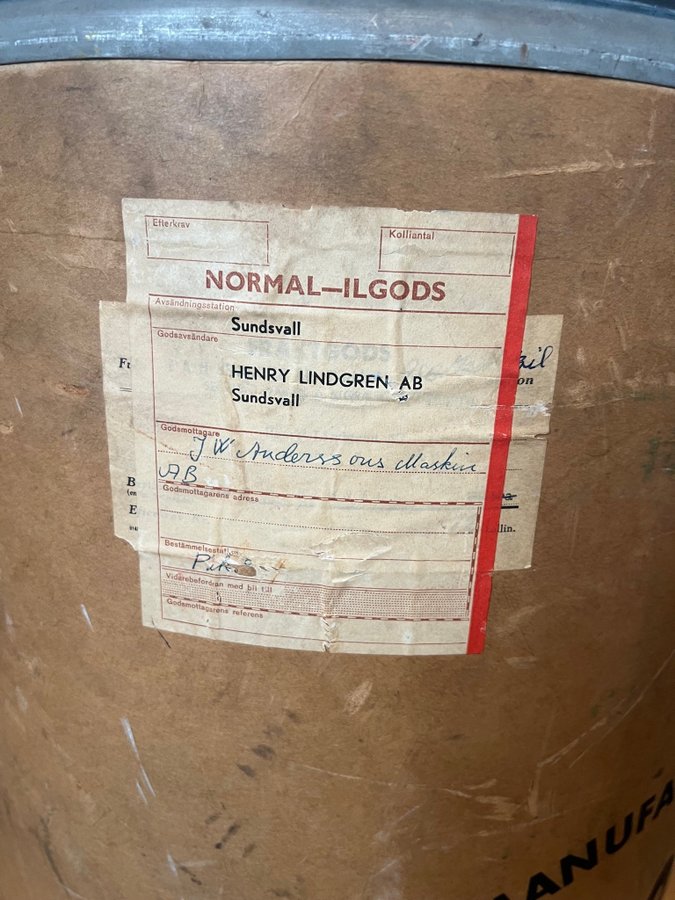 Efterkrav
Kolliantal
NORMAL—ILGODS
Avsändningsstation
Sundsvall
Godsavsändare
HENRY LINDGREN AB
Sundsvall
Godsmottagare
J W Anderssons Maskin
AB
Godsmottagarens adress
Bestämmelsestation
Vidarebefordran med bil till
Godsmottagarens referens
MANUFA